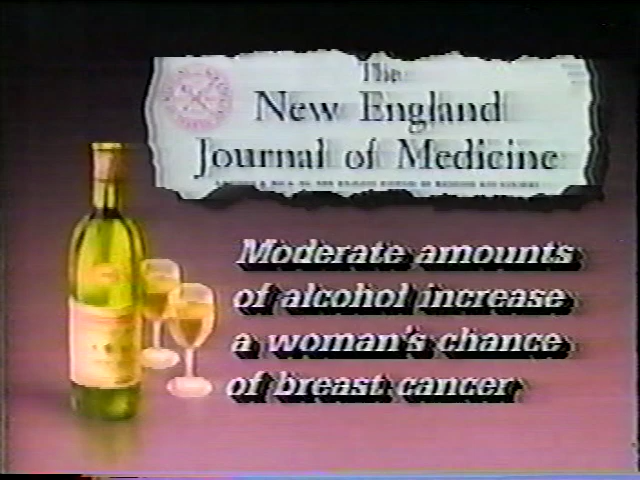 The
New England
Journal of Medicine
Moderate amounts
of alcohol increase
a woman's chance
of breast cancer